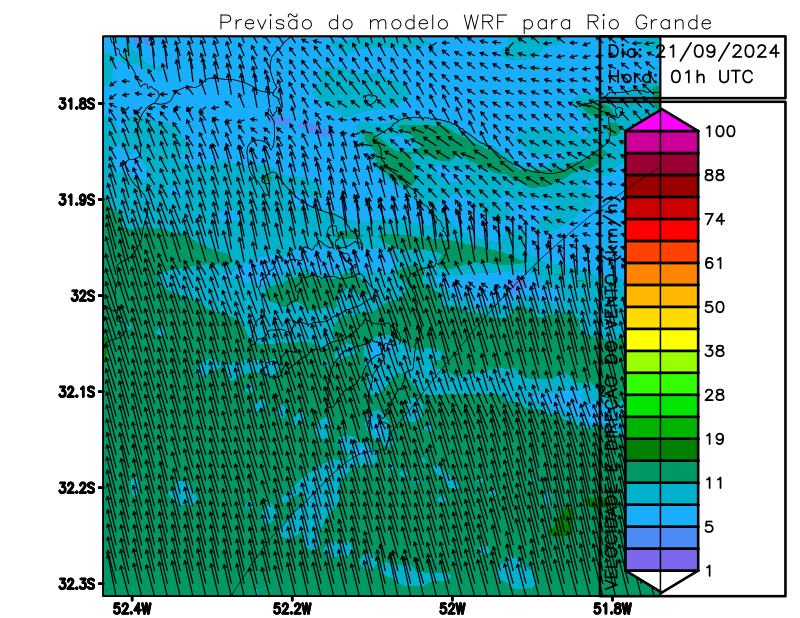 Previsão do modelo WRF para Rio Grande
Dia: 21/09/2024
Hora: 01h UTC
31.8S
31.9S
32S
32.1S
32.2S
32.3S
52.4W
52.2W
52W
51.8W
VELOCIDADE E DIREÇÃO DO VENTO (km/h)
100
88
74
61
50
38
28
19
11
5
1